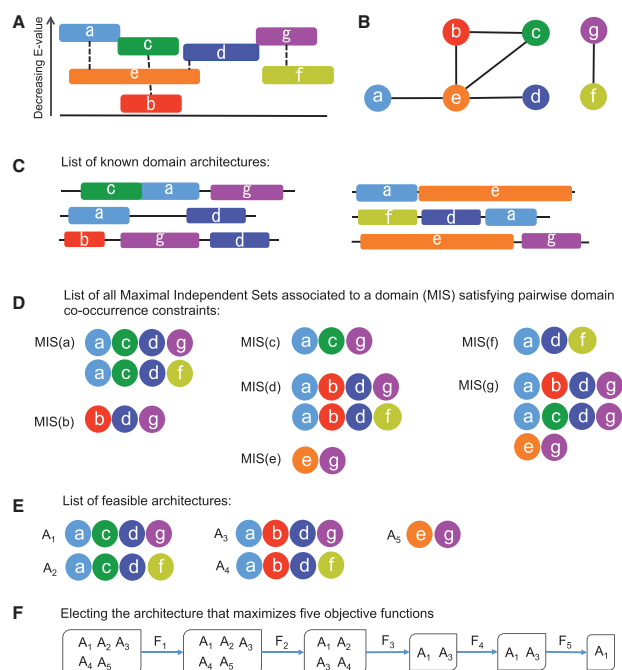 A
Decreasing E-value
a
c
g
d
e
f
b
B
b c g
a e d f
C List of known domain architectures:
c a g
a d
b g d
a e
f d a
e g
D List of all Maximal Independent Sets associated to a domain (MIS) satisfying pairwise domain
co-occurrence constraints:
MIS(a) a c d g
a c d f
MIS(b) b d g
MIS(c) a c g
MIS(d) a b d g
a b d f
MIS(e) e g
MIS(f) a d f
MIS(g) a b d g
a c d g
e g
E List of feasible architectures:
A1 a c d g
A2 a c d f
A3 a b d g
A4 a b d f
A5 e g
F Electing the architecture that maximizes five objective functions
A1 A2 A3 F1 A1 A2 A3 F2 A1 A2 F3 A1 A3 F4 A1 A3 F5 A1
A4 A5 A4 A5 A3 A4